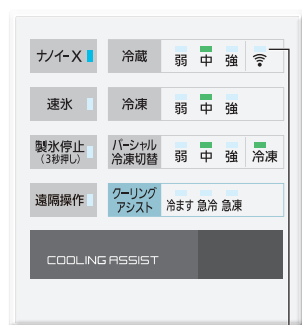 ナノイーX 冷蔵 弱 中 強
速氷 冷凍 弱 中 強
製氷停止
(3秒押し)
パーシャル
冷凍切替
弱 中 強 冷凍
遠隔操作
クーリング
アシスト
冷ます 急冷 急凍
COOLING ASSIST